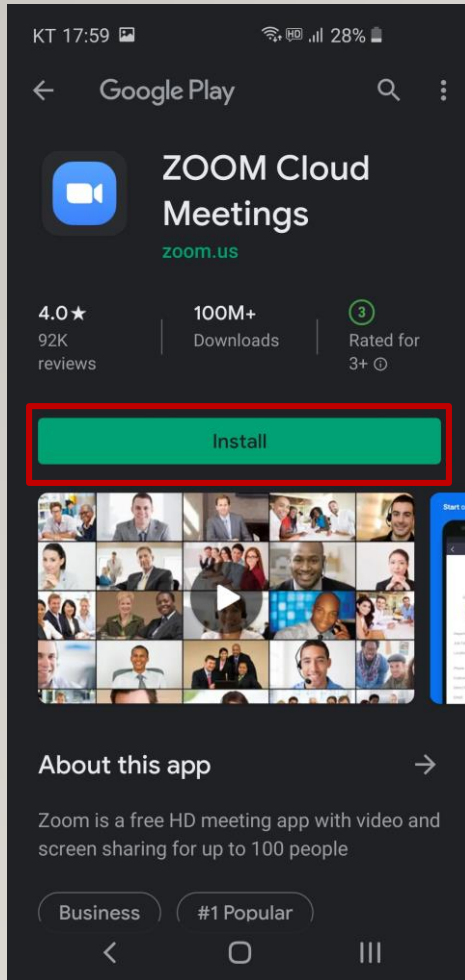 KT 17:59 HD 28%
Google Play
ZOOM Cloud
Meetings
zoom.us
4.0★ 100M+ 3
92K Downloads Rated for
reviews 3+
Install
Start
About this app
Zoom is a free HD meeting app with video and
screen sharing for up to 100 people
Business #1 Popular